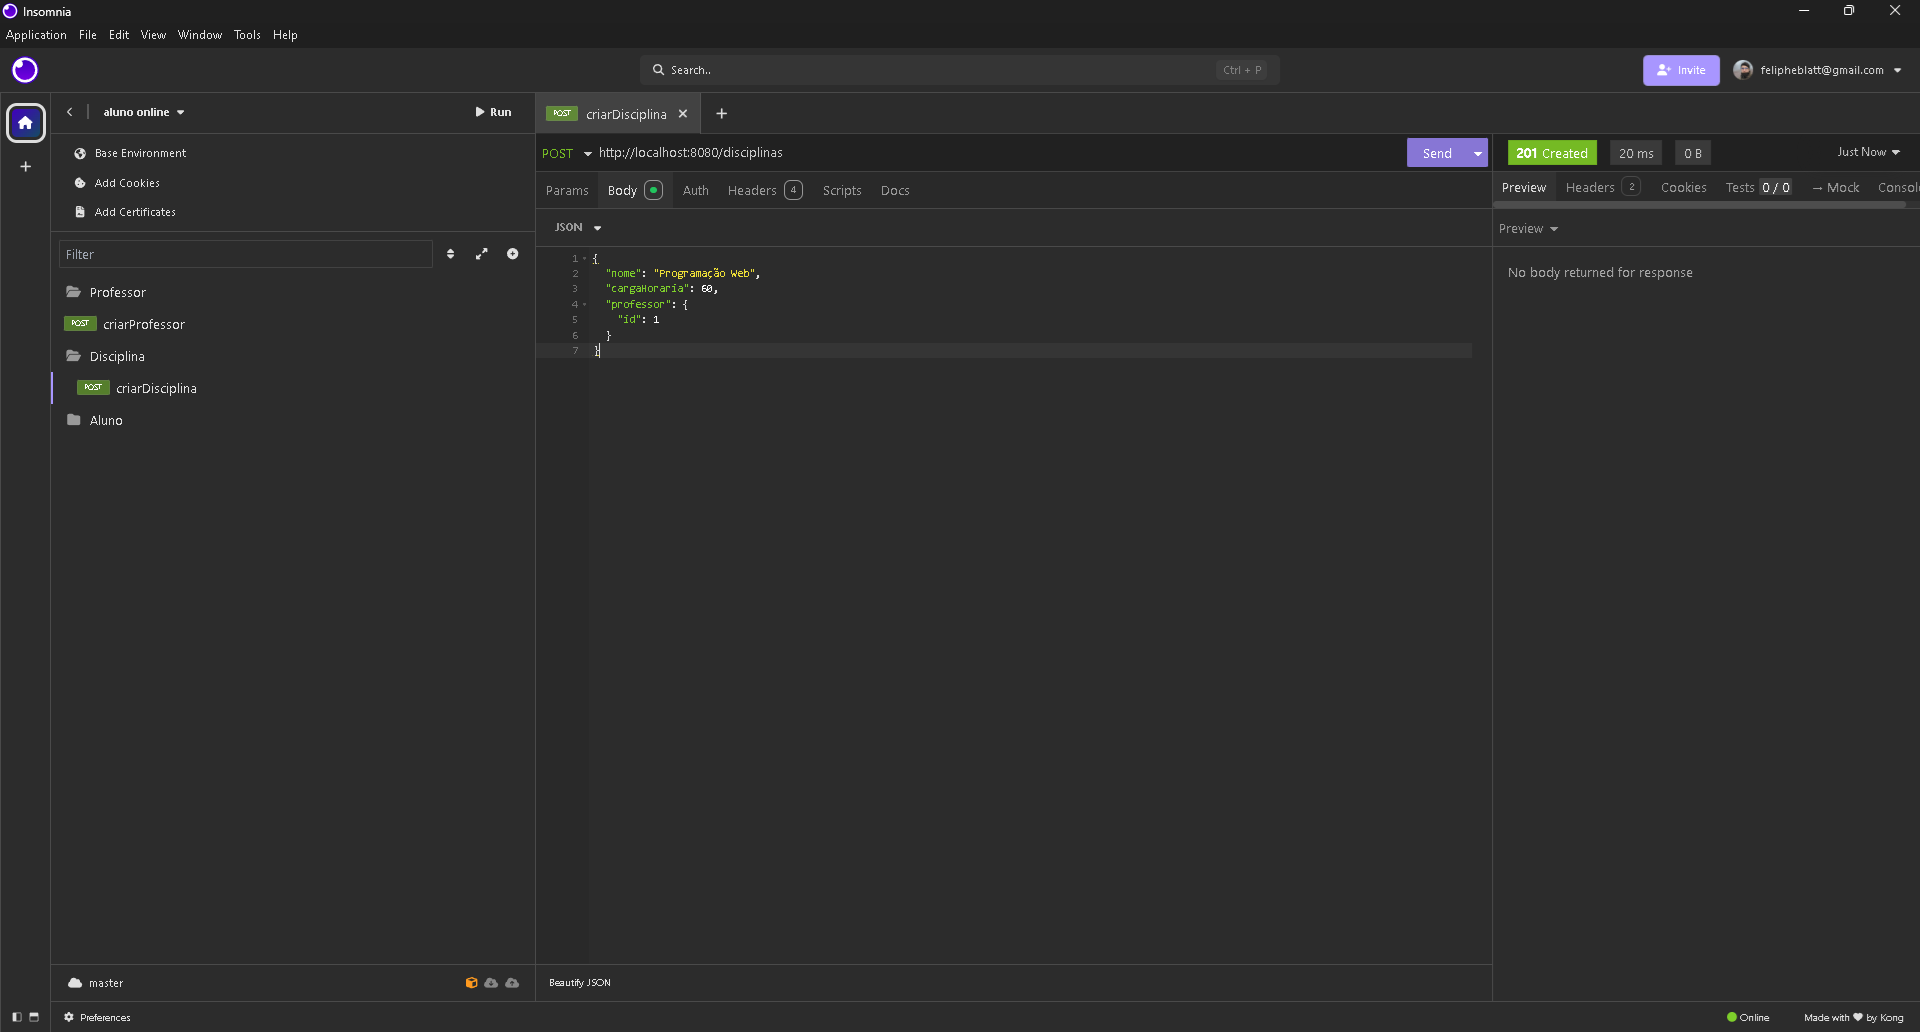 Insomnia
Application File Edit View Window Tools Help
Search.. Ctrl + P
Invite
felipheblatt@gmail.com
aluno online
Run
POST criarDisciplina
Base Environment
Add Cookies
Add Certificates
Filter
Professor
POST criarProfessor
Disciplina
POST criarDisciplina
Aluno
master
POST http://localhost:8080/disciplinas
Send
Params Body Auth Headers 4 Scripts Docs
JSON
1 {
2 "nome": "Programação Web",
3 "cargaHoraria": 60,
4 "professor": {
5 "id": 1
6 }
7 }
Beautify JSON
201 Created 20 ms 0 B Just Now
Preview Headers 2 Cookies Tests 0 / 0 → Mock Consol
Preview
No body returned for response
Preferences
Online
Made with ❤ by Kong